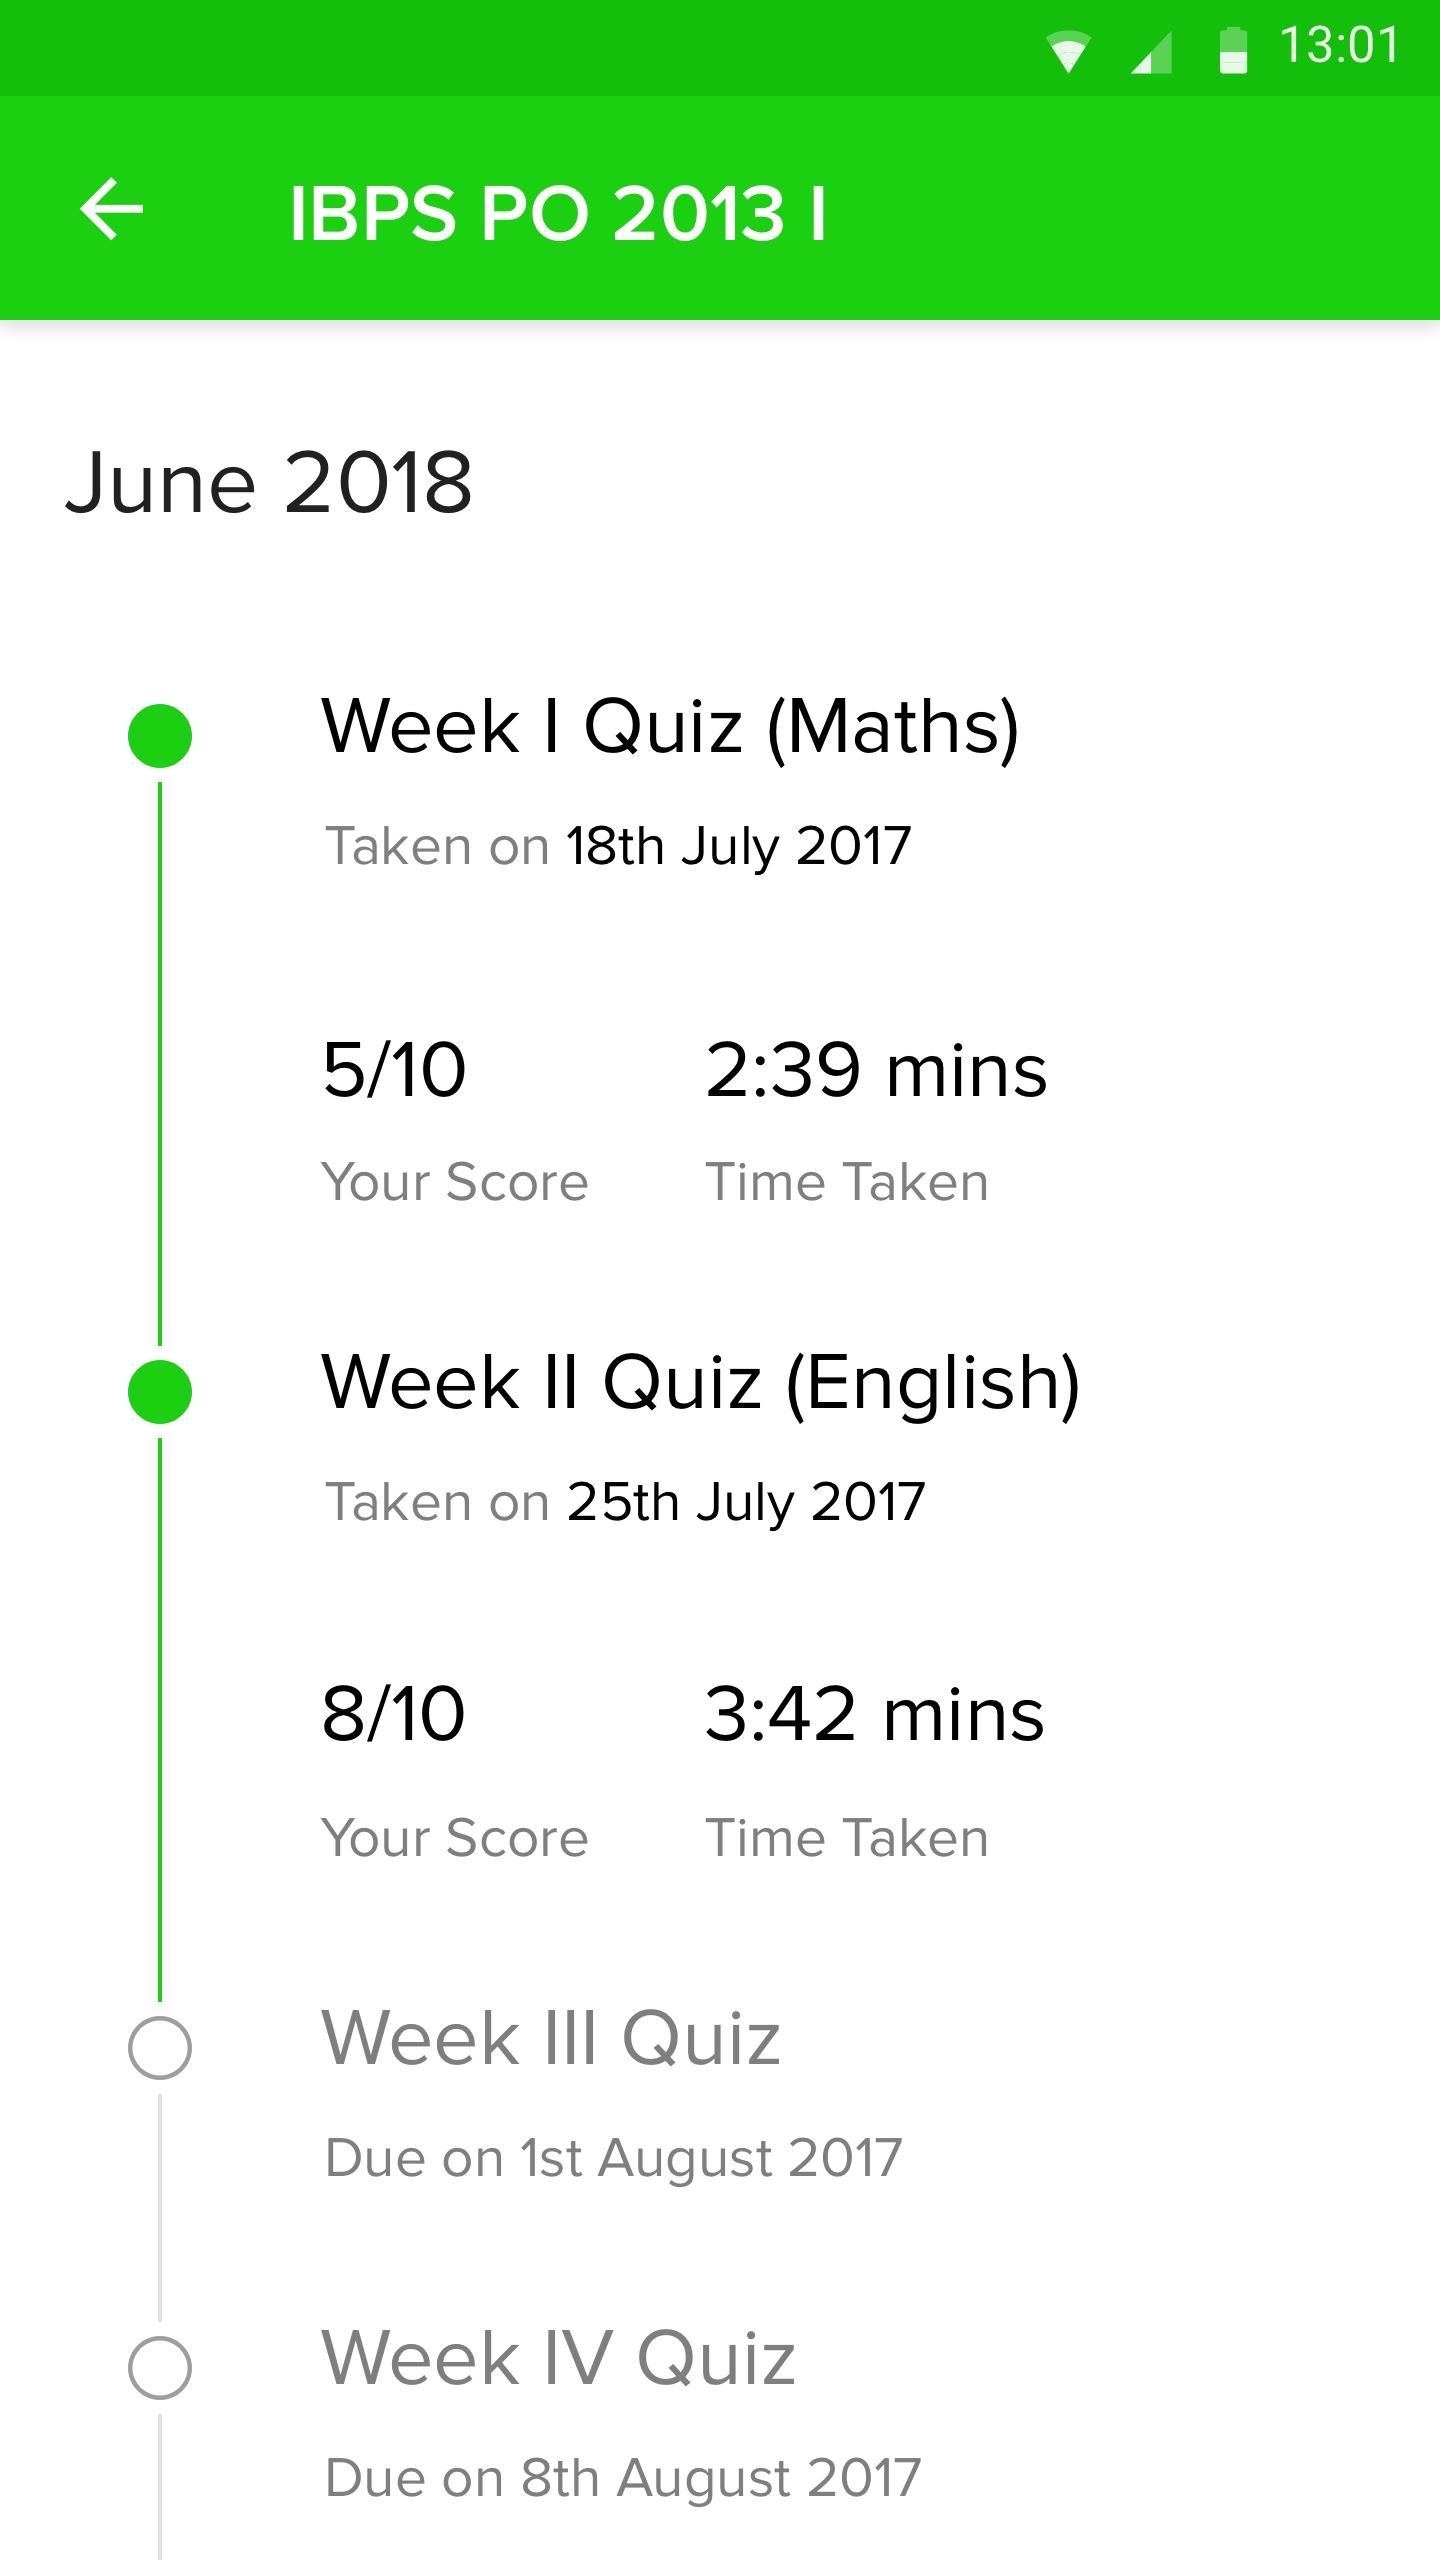 13:01
IBPS PO 2013 I
June 2018
Week I Quiz (Maths)
Taken on 18th July 2017
5/10 2:39 mins
Your Score Time Taken
Week II Quiz (English)
Taken on 25th July 2017
8/10 3:42 mins
Your Score Time Taken
Week III Quiz
Due on 1st August 2017
Week IV Quiz
Due on 8th August 2017